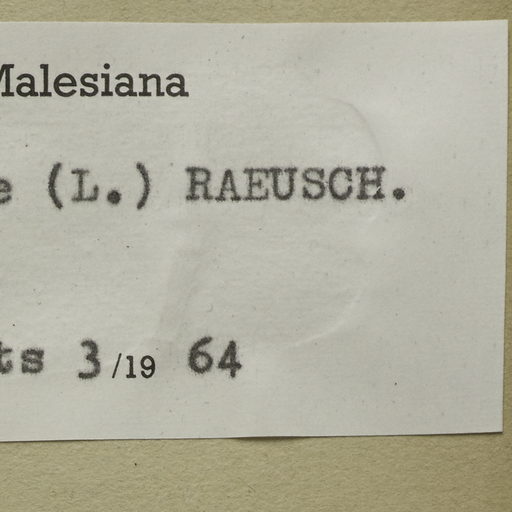 Malesiana
e (L.) RAEUSCH.
ts 3/19 64